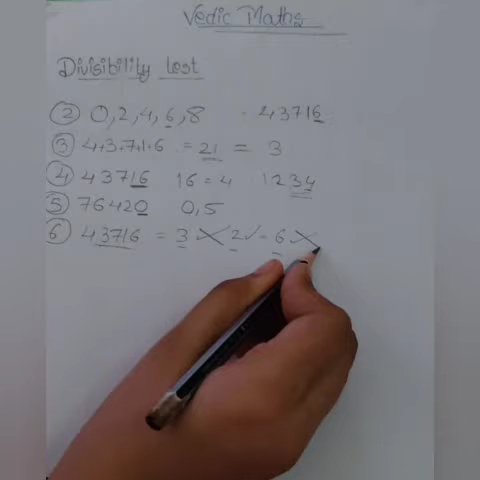 Vedic Maths
Divisibility test
② 0,2,4,6,8 - 43716
③ 4+3+7+1+6 = 21 = 3
④ 43716 16 = 4 1234
⑤ 76420 0,5
⑥ 43716 = 3 ✗ 2 ✓ = 6 ✗